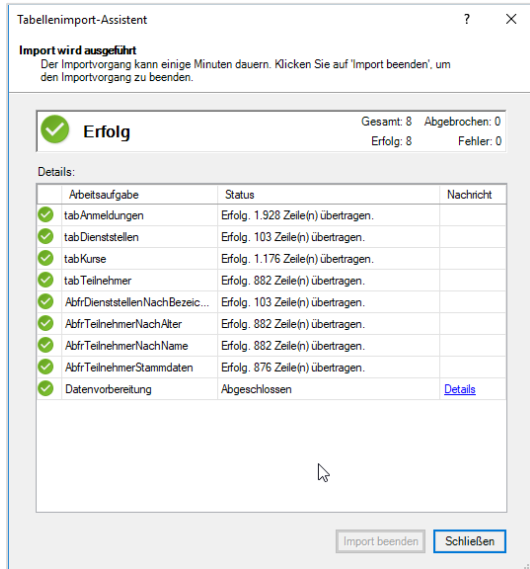 Tabellenimport-Assistent
Import wird ausgeführt
Der Importvorgang kann einige Minuten dauern. Klicken Sie auf 'Import beenden', um
den Importvorgang zu beenden.
Erfolg
Gesamt: 8 Abgebrochen: 0
Erfolg: 8 Fehler: 0
Details:
Arbeitsaufgabe Status Nachricht
tabAnmeldungen Erfolg. 1.928 Zeile(n) übertragen.
tabDienststellen Erfolg. 103 Zeile(n) übertragen.
tabKurse Erfolg. 1.176 Zeile(n) übertragen.
tabTeilnehmer Erfolg. 882 Zeile(n) übertragen.
AbfrDienststellenNachBezeic... Erfolg. 103 Zeile(n) übertragen.
AbfrTeilnehmerNachAlter Erfolg. 882 Zeile(n) übertragen.
AbfrTeilnehmerNachName Erfolg. 882 Zeile(n) übertragen.
AbfrTeilnehmerStammdaten Erfolg. 876 Zeile(n) übertragen.
Datenvorbereitung Abgeschlossen Details
Import beenden Schließen